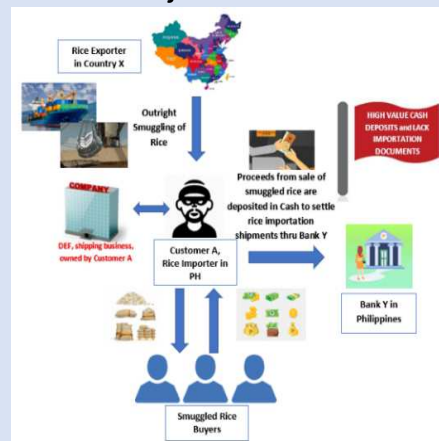 Rice Exporter
in Country X
Outright
Smuggling of
Rice
HIGH VALUE CASH
DEPOSITS and LACK
IMPORTATION
DOCUMENTS
Proceeds from sale of
smuggled rice are
deposited in Cash to settle
rice importation
shipments thru Bank Y
COMPANY
DEF, shipping business,
owned by Customer A
Customer A,
Rice Importer in
PH
Bank Y in
Philippines
Smuggled Rice
Buyers